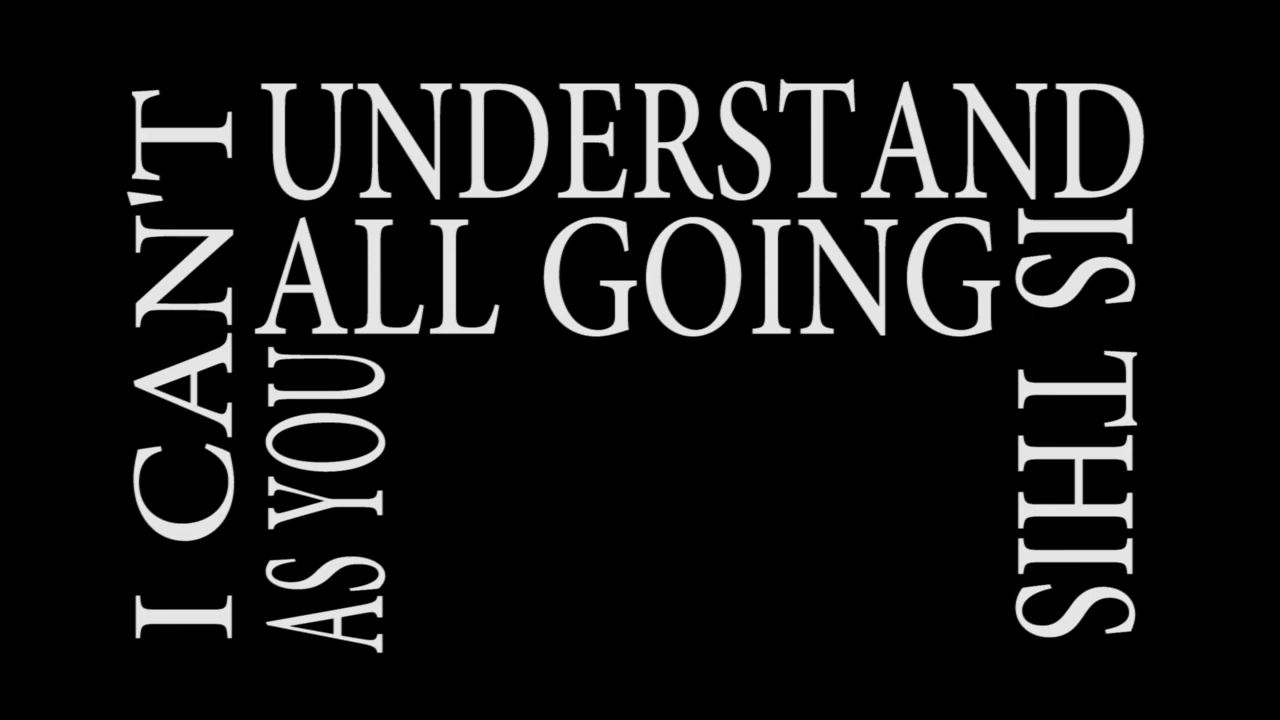 I CAN'T
UNDERSTAND
IS THIS
ALL GOING
AS YOU